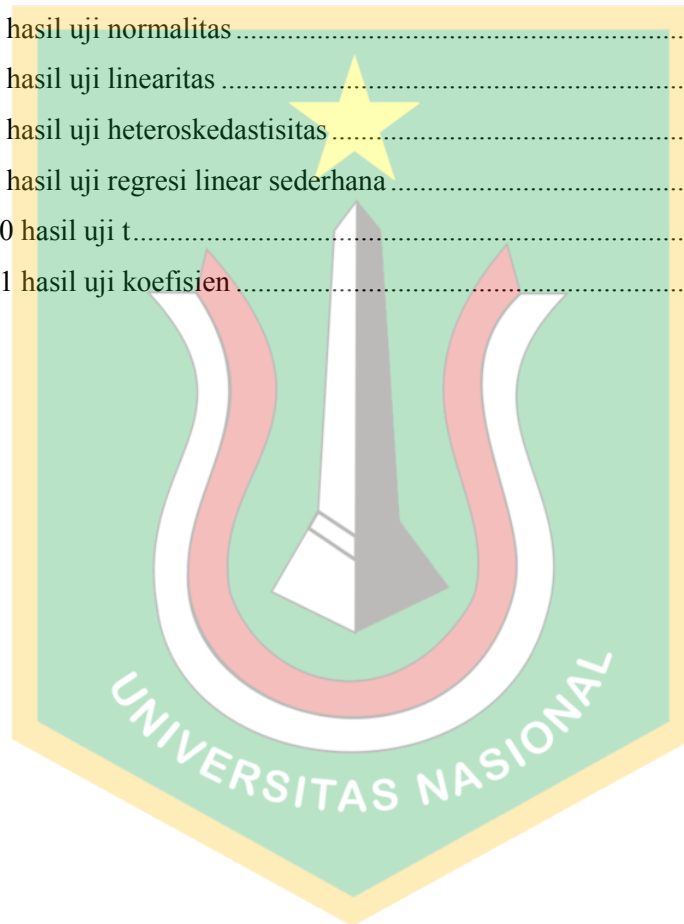 hasil uji normalitas ....................................................................
hasil uji linearitas ......................................................................
hasil uji heteroskedastisitas ......................................................
hasil uji regresi linear sederhana ..............................................
0 hasil uji t ..................................................................................
1 hasil uji koefisien ...................................................................
UNIVERSITAS NASIONAL